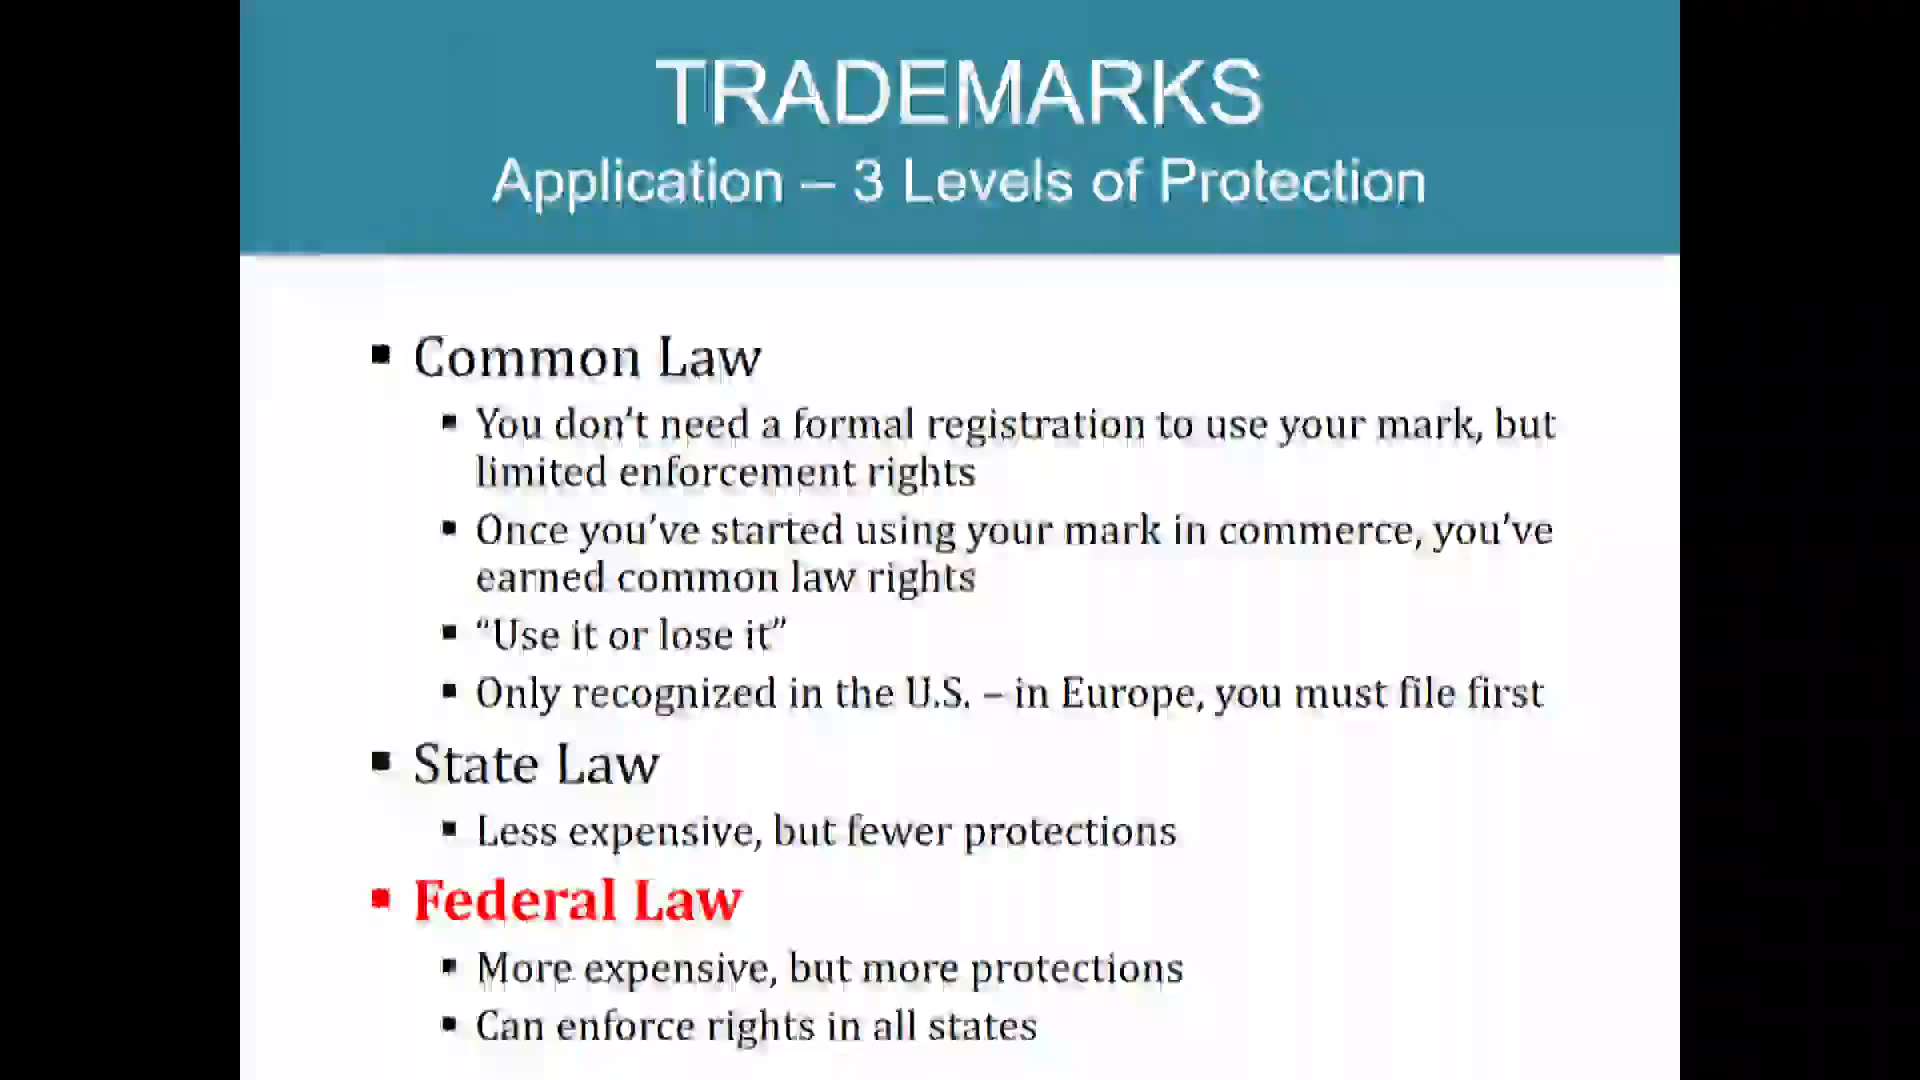 TRADEMARKS
Application – 3 Levels of Protection
▪ Common Law
▪ You don’t need a formal registration to use your mark, but
limited enforcement rights
▪ Once you’ve started using your mark in commerce, you’ve
earned common law rights
▪ “Use it or lose it”
▪ Only recognized in the U.S. – in Europe, you must file first
▪ State Law
▪ Less expensive, but fewer protections
▪ Federal Law
▪ More expensive, but more protections
▪ Can enforce rights in all states